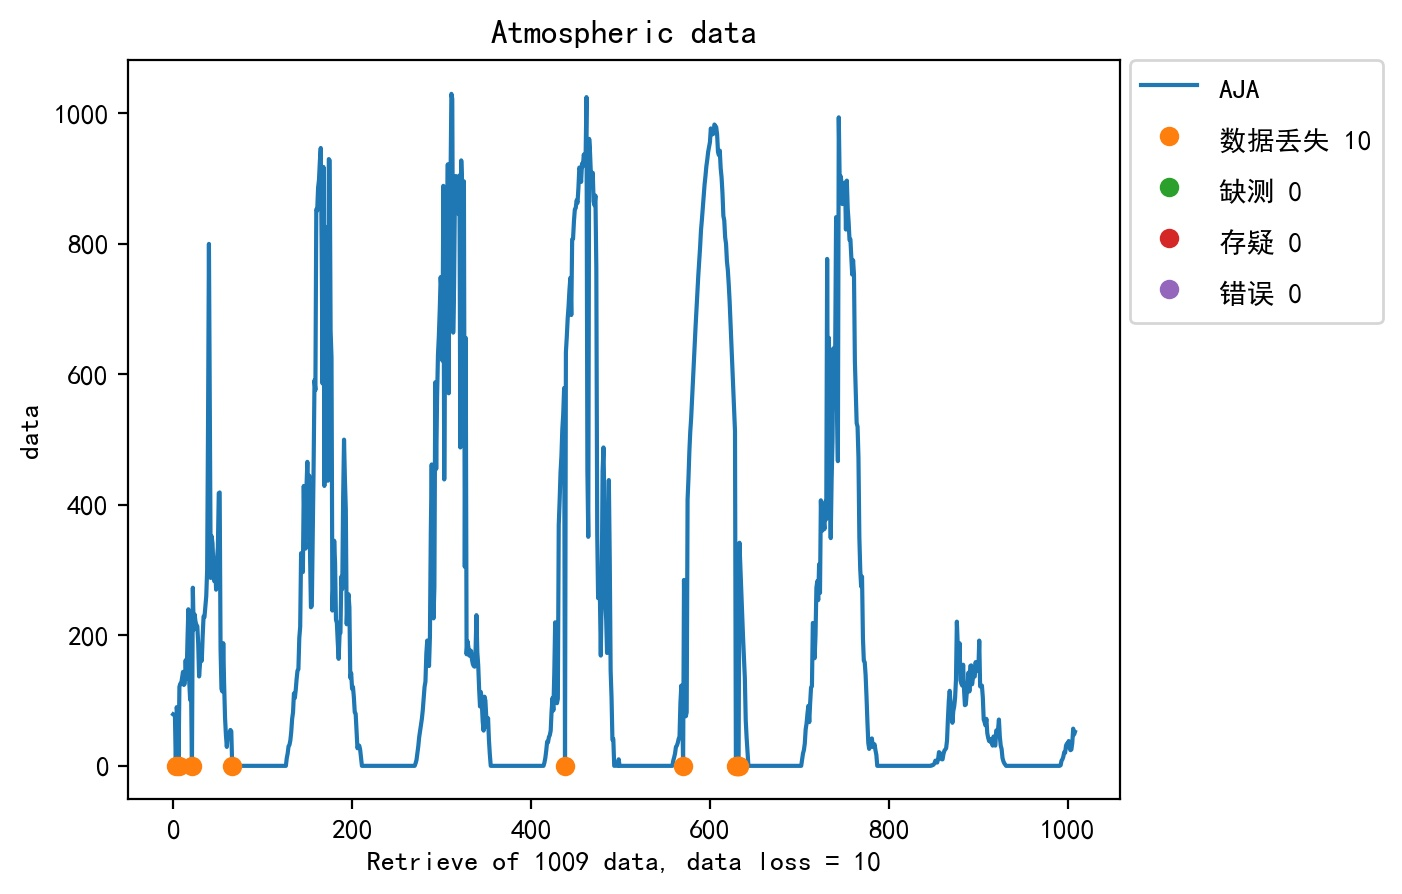 Atmospheric data
AJA
数据丢失 10
缺测 0
存疑 0
错误 0
1000
800
600
400
200
0
data
0 200 400 600 800 1000
Retrieve of 1009 data, data loss = 10